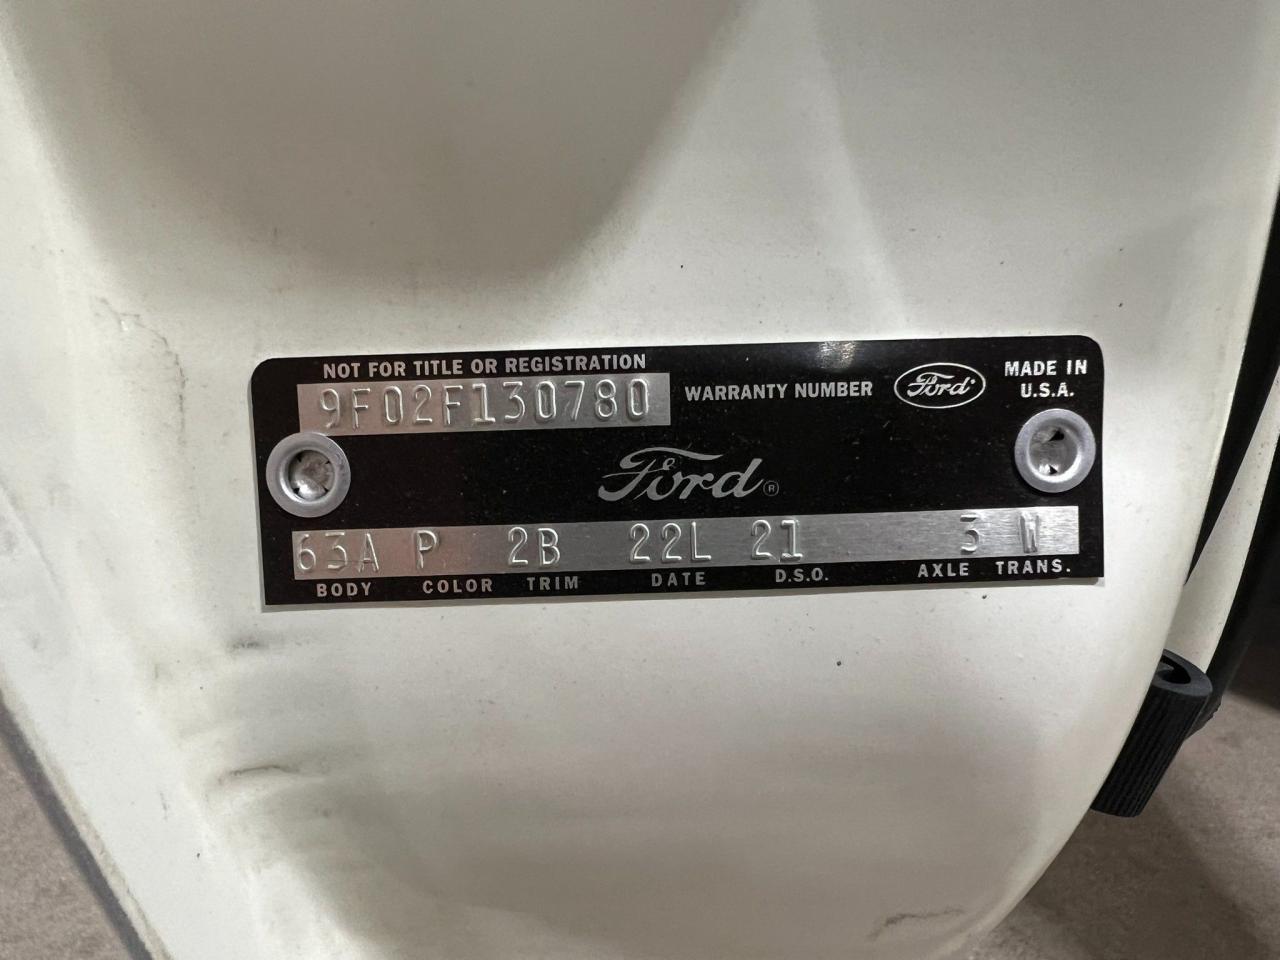 NOT FOR TITLE OR REGISTRATION
9F02F130780
WARRANTY NUMBER
Ford
MADE IN
U.S.A.
Ford®
63A P 2B 22L 21 3 W
BODY COLOR TRIM DATE D.S.O. AXLE TRANS.